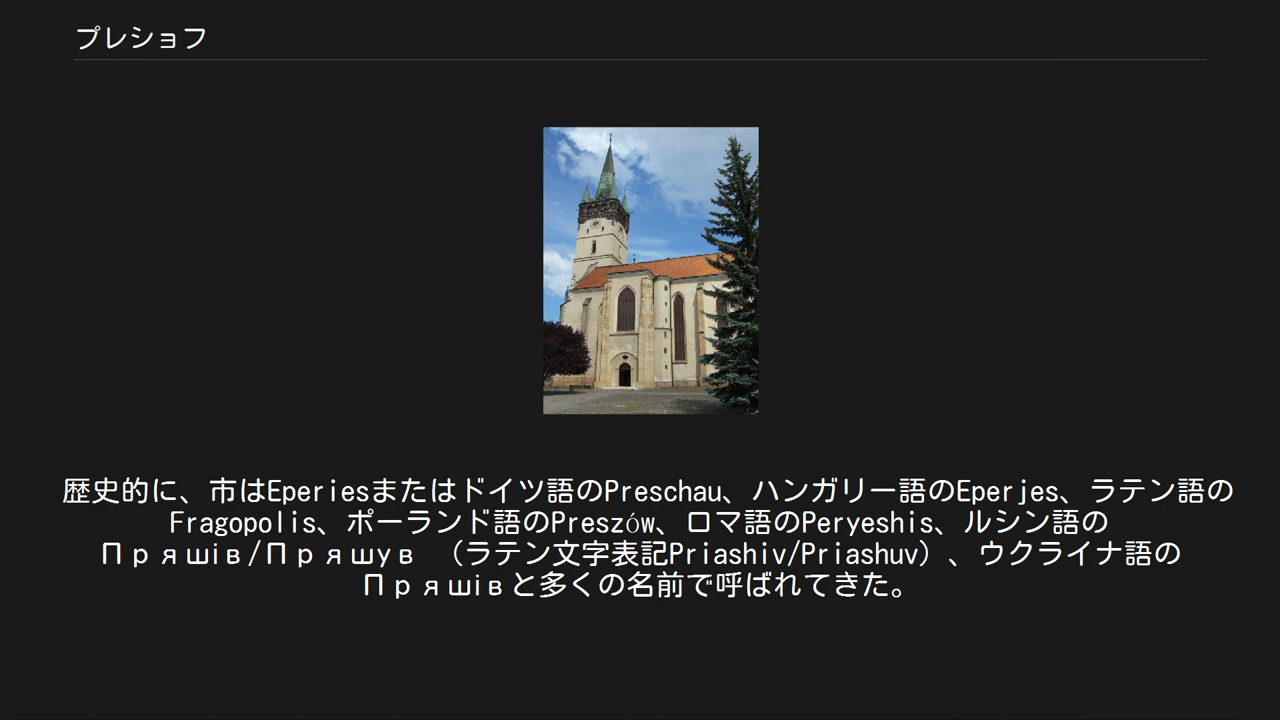 プレショフ
歴史的に、市はEperiesまたはドイツ語のPreschau、ハンガリー語のEperjes、ラテン語の
Fragopolis、ポーランド語のPreszów、ロマ語のPeryeshis、ルシン語の
Пряшів/Пряшув （ラテン文字表記Priashiv/Priashuv）、ウクライナ語の
Пряшівと多くの名前で呼ばれてきた。